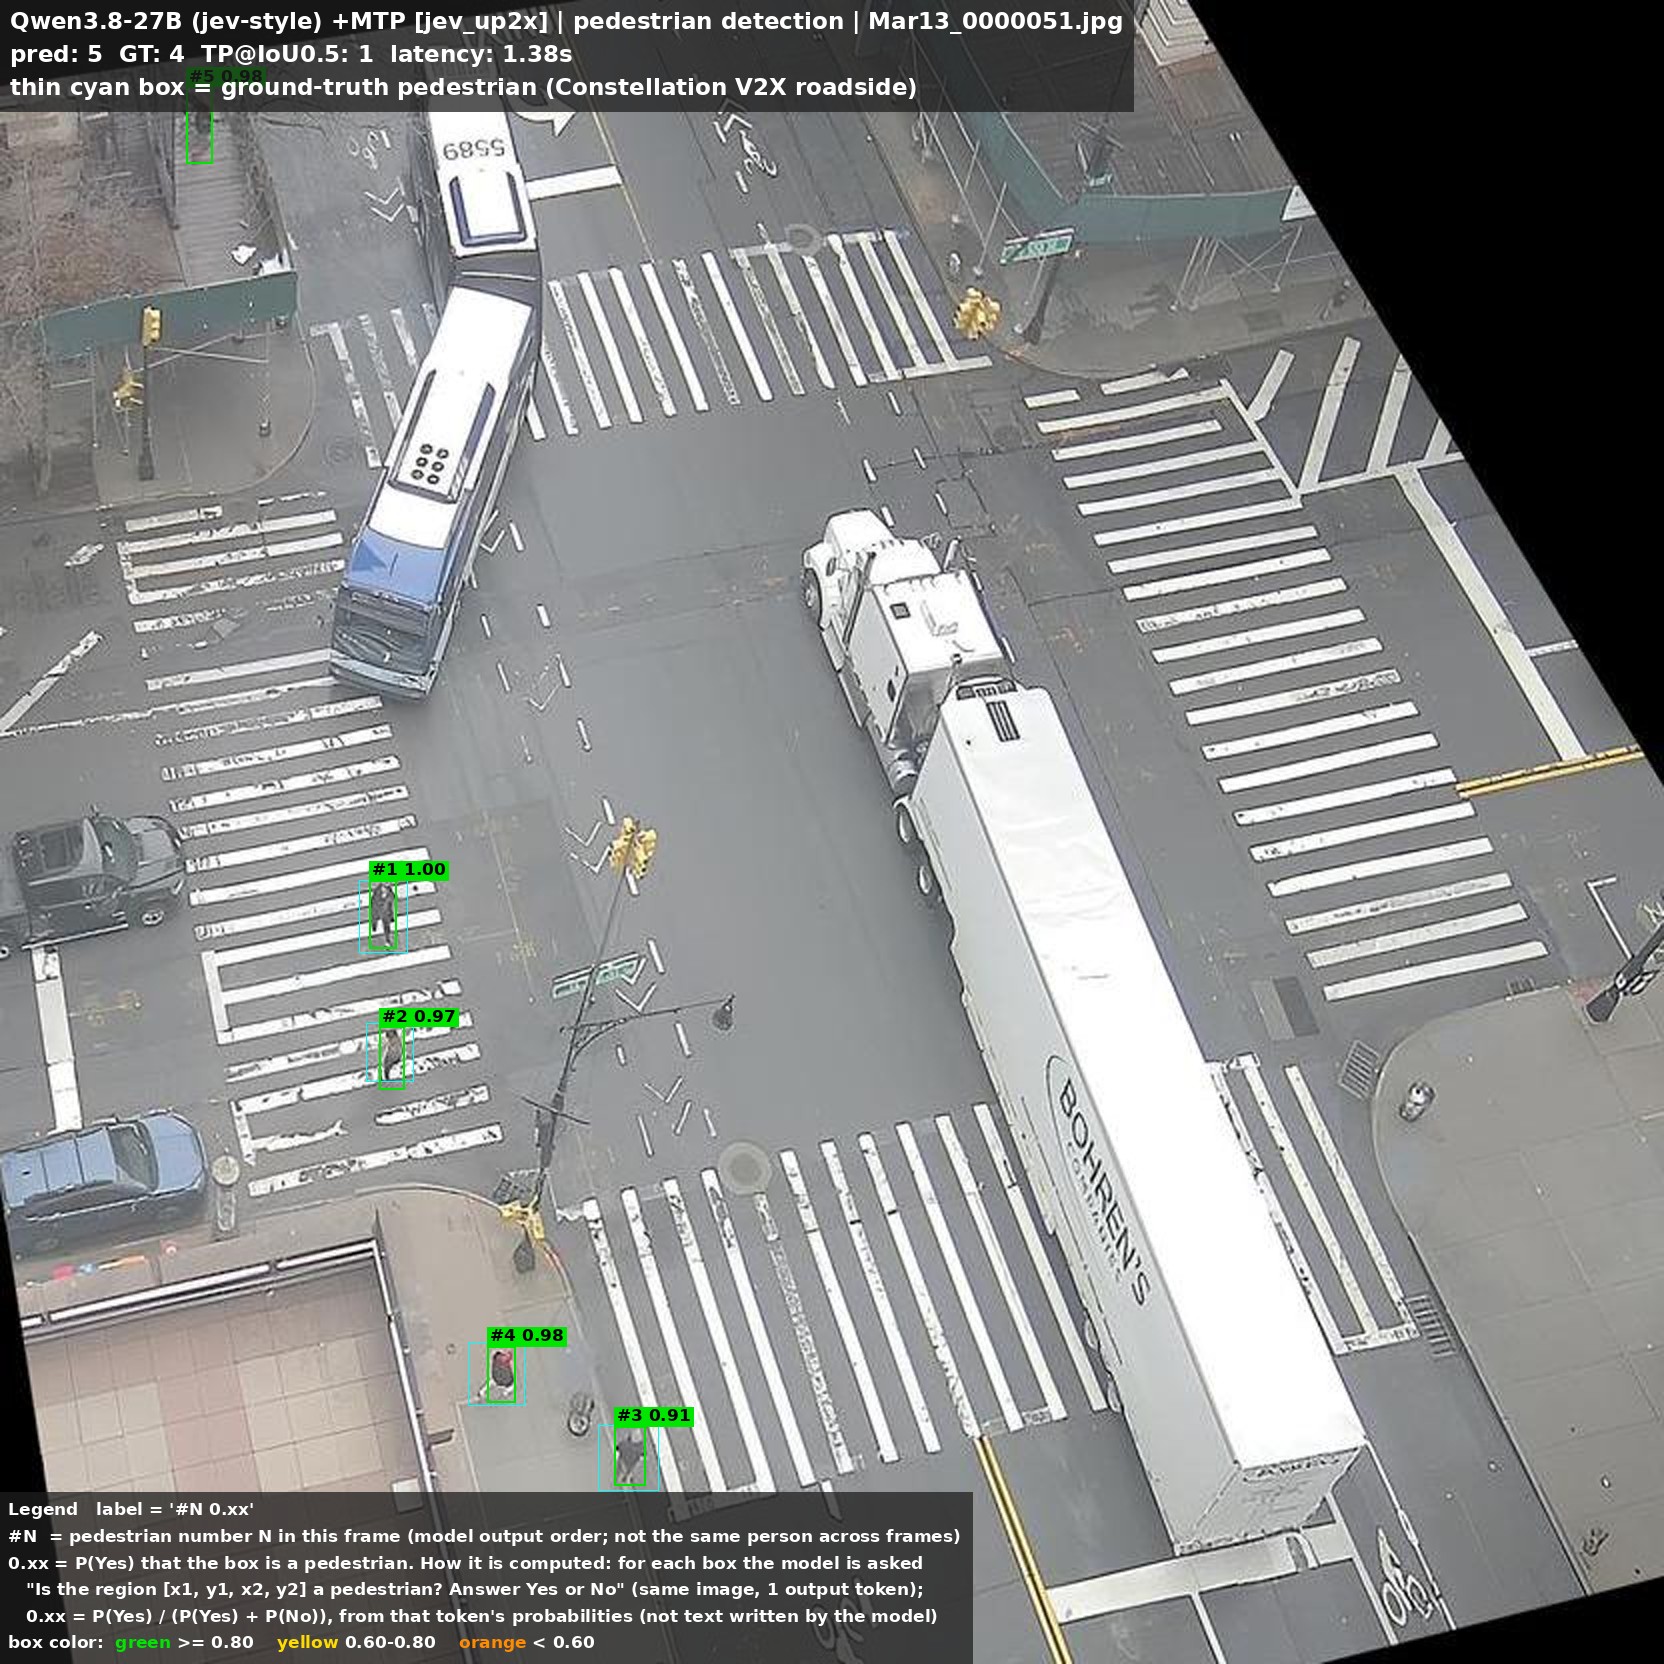 Qwen3.8-27B (jev-style) +MTP [jev_up2x] | pedestrian detection | Mar13_0000051.jpg
pred: 5  GT: 4  TP@IoU0.5: 1  latency: 1.38s
#5 0.98
thin cyan box = ground-truth pedestrian (Constellation V2X roadside)
5589
#1 1.00
#2 0.97
BOHREN'S
#4 0.98
#3 0.91
Legend   label = '#N 0.xx'
#N  = pedestrian number N in this frame (model output order; not the same person across frames)
0.xx = P(Yes) that the box is a pedestrian. How it is computed: for each box the model is asked
"Is the region [x1, y1, x2, y2] a pedestrian? Answer Yes or No" (same image, 1 output token);
0.xx = P(Yes) / (P(Yes) + P(No)), from that token's probabilities (not text written by the model)
box color:  green >= 0.80    yellow 0.60-0.80    orange < 0.60